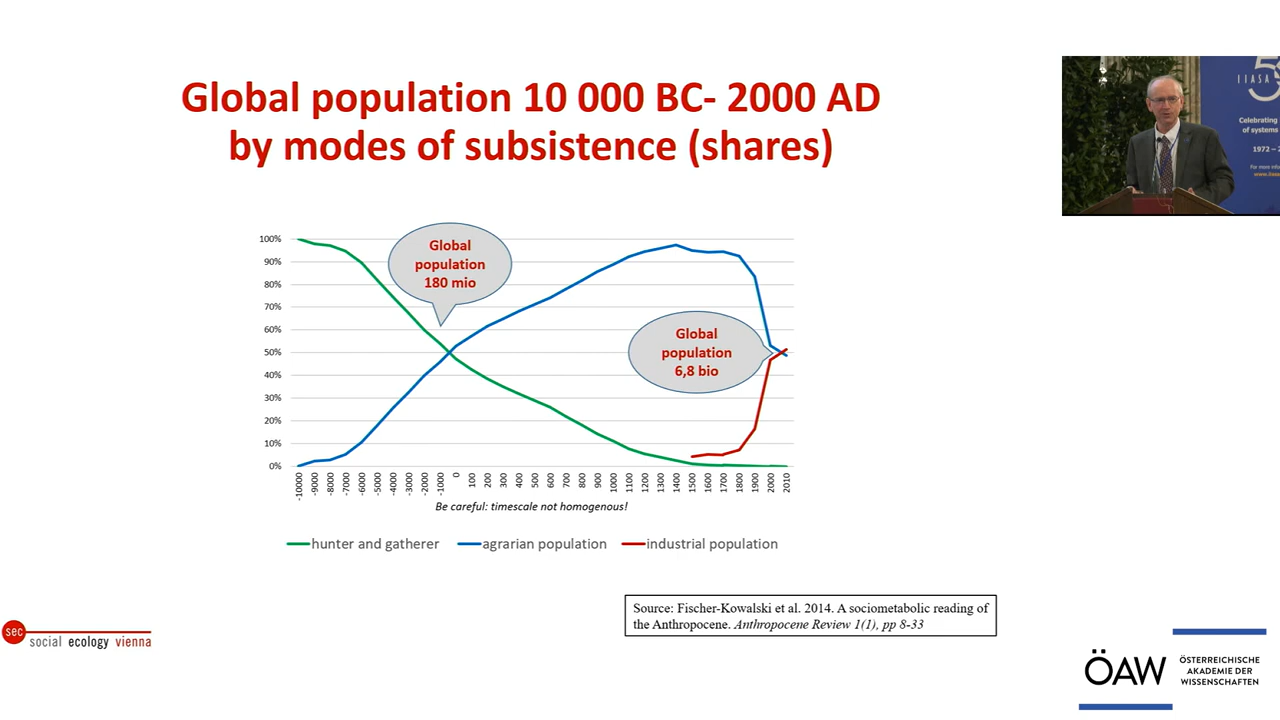 Global population 10 000 BC- 2000 AD
by modes of subsistence (shares)
IIASA
Celebrating
of systems
1972 –
For more
www.iiasa
100%
90%
80%
70%
60%
50%
40%
30%
20%
10%
0%
Global
population
180 mio
Global
population
6,8 bio
-10000
-9000
-8000
-7000
-6000
-5000
-4000
-3000
-2000
-1000
0
100
200
300
400
500
600
700
800
900
1000
1100
1200
1300
1400
1500
1600
1700
1800
1900
2000
2010
Be careful: timescale not homogenous!
hunter and gatherer
agrarian population
industrial population
Source: Fischer-Kowalski et al. 2014. A sociometabolic reading of
the Anthropocene. Anthropocene Review 1(1), pp 8-33
sec
social ecology vienna
ÖAW
ÖSTERREICHISCHE
AKADEMIE DER
WISSENSCHAFTEN